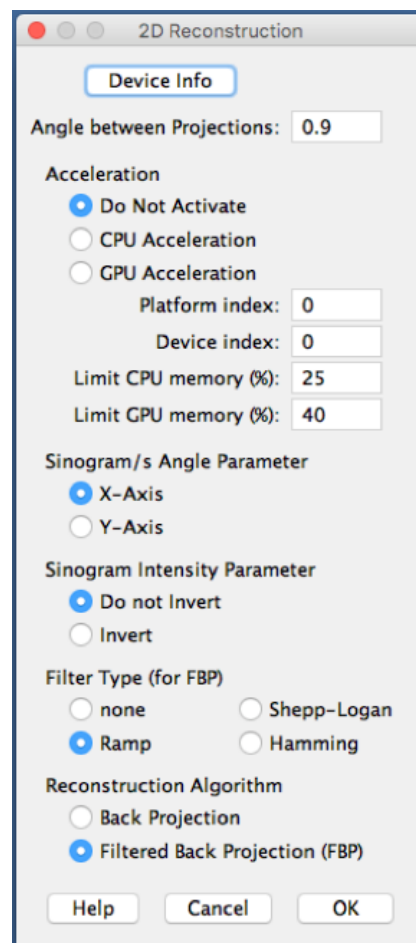 2D Reconstruction
Device Info
Angle between Projections: 0.9
Acceleration
Do Not Activate
CPU Acceleration
GPU Acceleration
Platform index: 0
Device index: 0
Limit CPU memory (%): 25
Limit GPU memory (%): 40
Sinogram/s Angle Parameter
X-Axis
Y-Axis
Sinogram Intensity Parameter
Do not Invert
Invert
Filter Type (for FBP)
none Shepp-Logan
Ramp Hamming
Reconstruction Algorithm
Back Projection
Filtered Back Projection (FBP)
Help Cancel OK